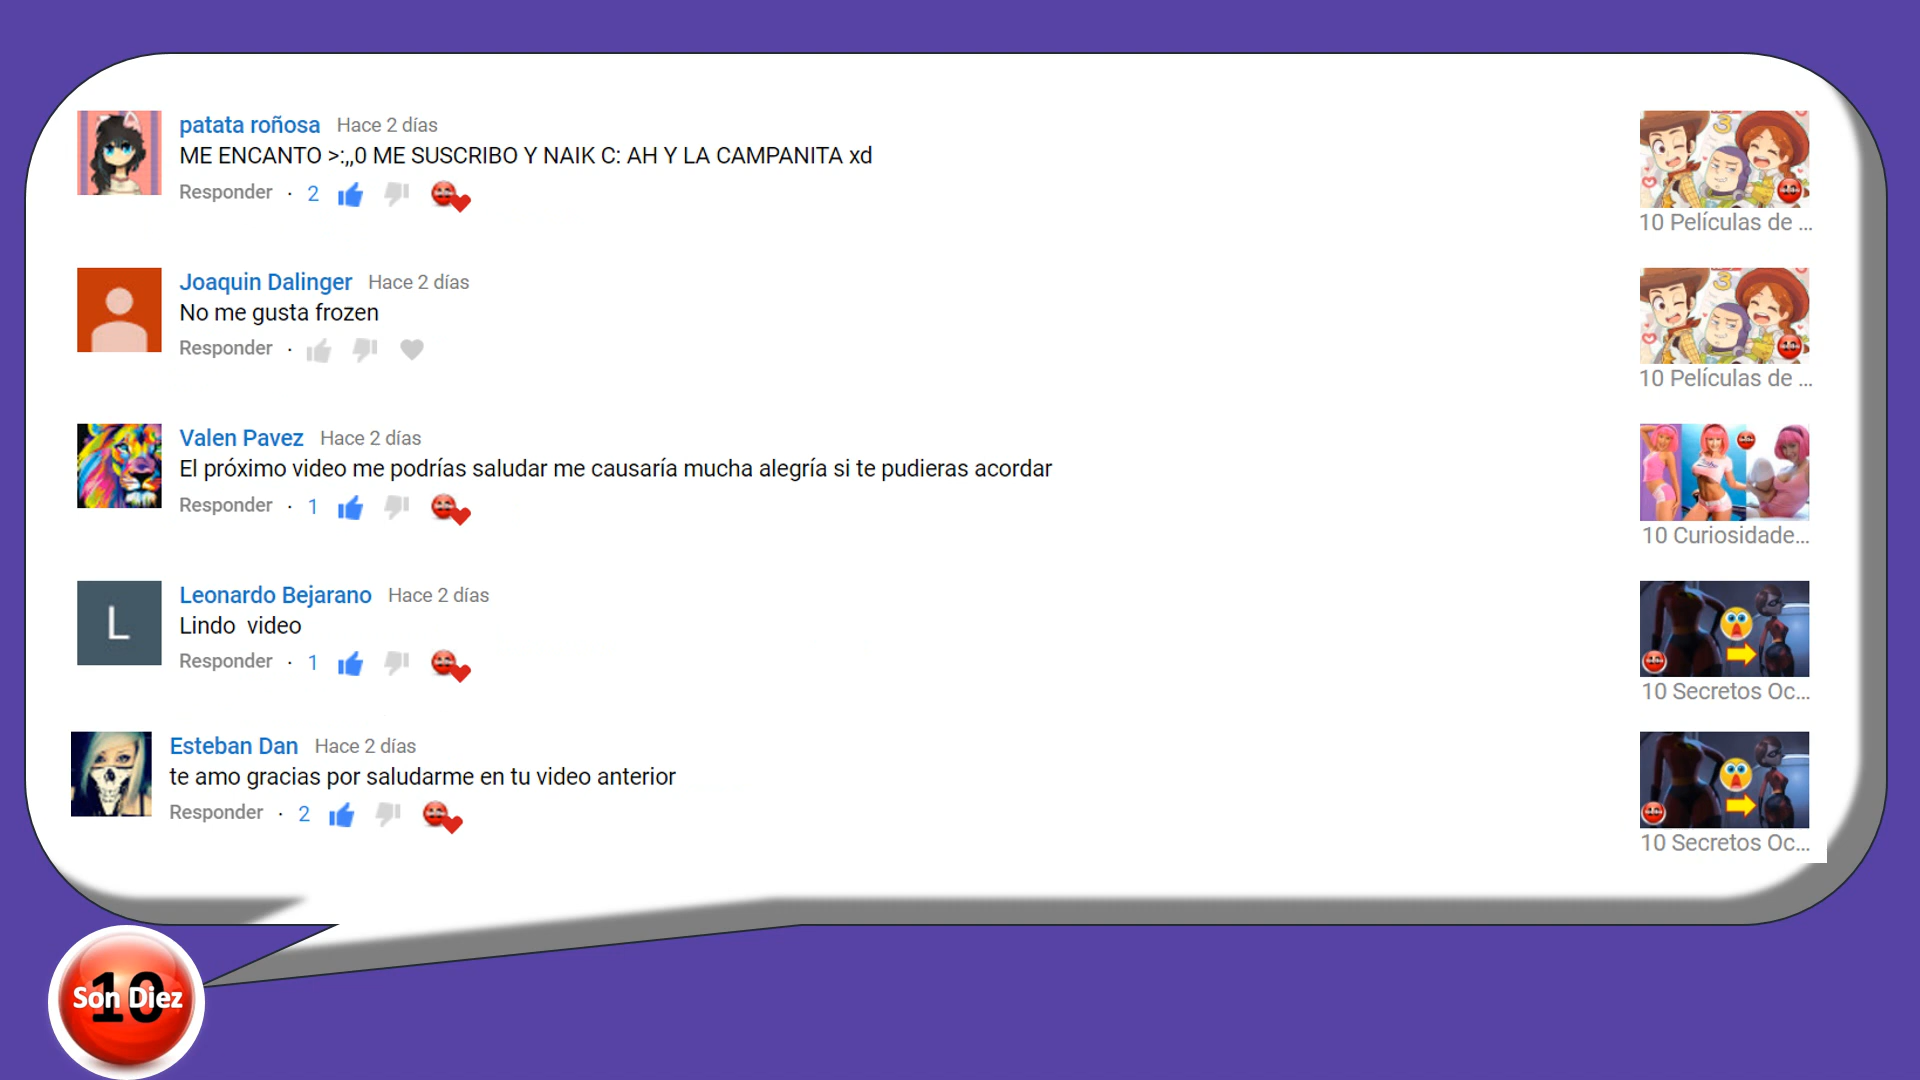 patata roñosa Hace 2 días
ME ENCANTO >:,,0 ME SUSCRIBO Y NAIK C: AH Y LA CAMPANITA xd
Responder · 2
10 Películas de ...
Joaquin Dalinger Hace 2 días
No me gusta frozen
Responder ·
10 Películas de ...
Valen Pavez Hace 2 días
El próximo video me podrías saludar me causaría mucha alegría si te pudieras acordar
Responder · 1
10 Curiosidade...
L
Leonardo Bejarano Hace 2 días
Lindo video
Responder · 1
10 Secretos Oc...
Esteban Dan Hace 2 días
te amo gracias por saludarme en tu video anterior
Responder · 2
10 Secretos Oc...
10
Son Diez